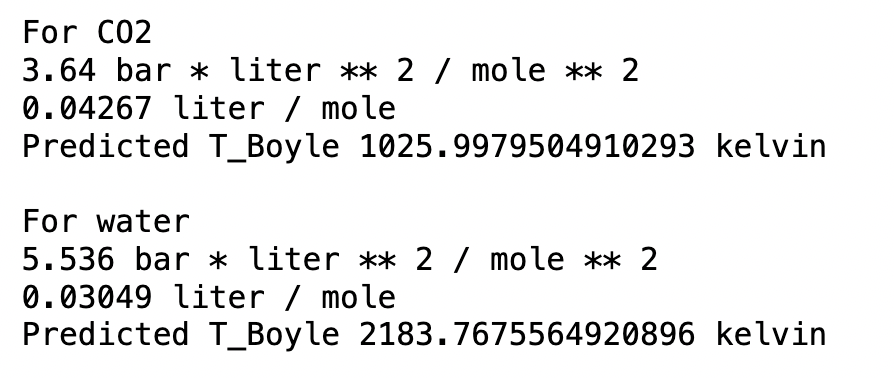 For CO2
3.64 bar * liter ** 2 / mole ** 2
0.04267 liter / mole
Predicted T_Boyle 1025.9979504910293 kelvin
For water
5.536 bar * liter ** 2 / mole ** 2
0.03049 liter / mole
Predicted T_Boyle 2183.7675564920896 kelvin